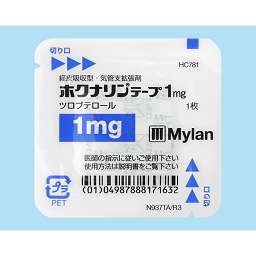 切り口
HC781
経皮吸収型・気管支拡張剤
ホクナリンテープ1mg
ツロブテロール 1枚
1mg
Mylan
医師の指示に従いご使用下さい
使用方法は説明書をご覧下さい
プラ
PET
(01)04987888171632
N937TA/R3
切り口